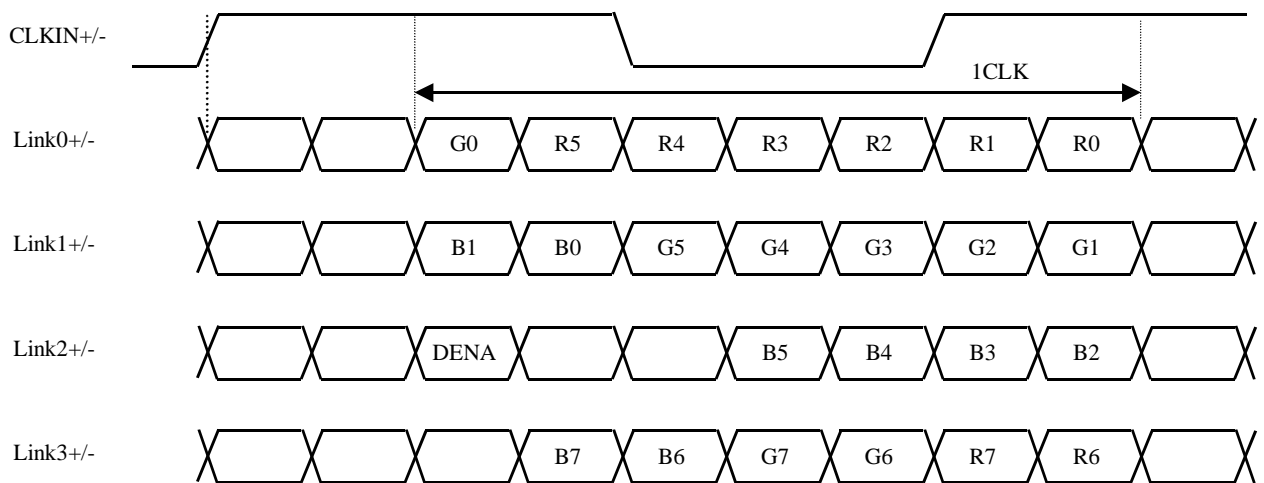 CLKIN+/-
1CLK
Link0+/- G0 R5 R4 R3 R2 R1 R0
Link1+/- B1 B0 G5 G4 G3 G2 G1
Link2+/- DENA B5 B4 B3 B2
Link3+/- B7 B6 G7 G6 R7 R6